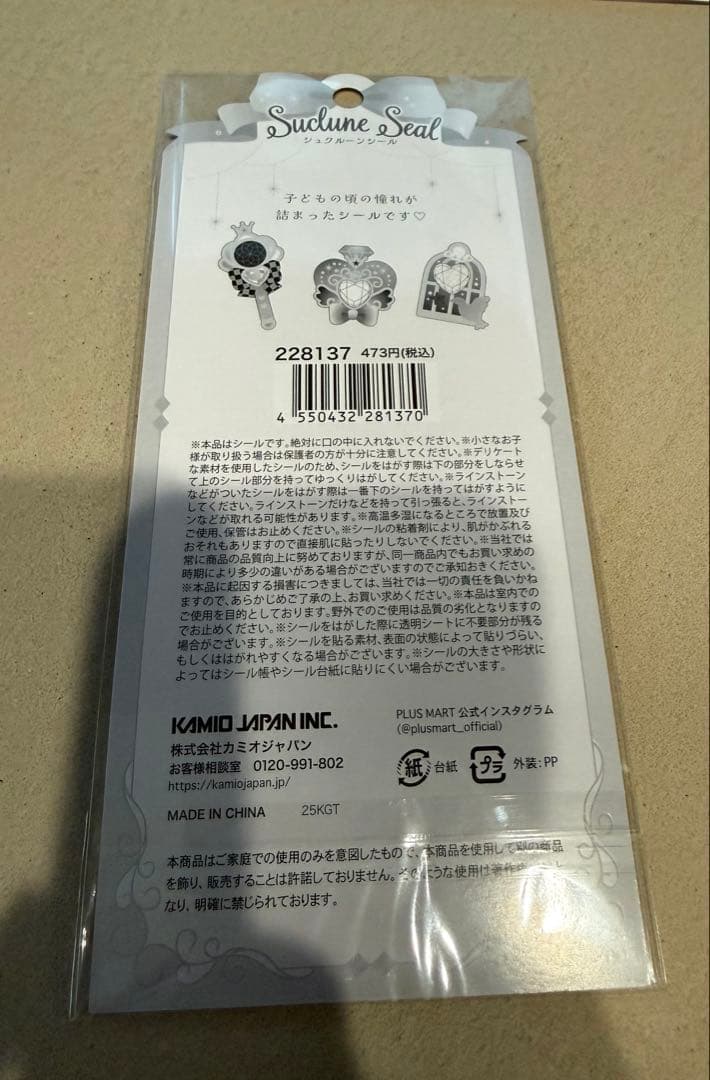 Suclune Seal
シュクルーンシール
子どもの頃の憧れが
詰まったシールです♡
228137 473円(税込)
4 550432 281370
※本品はシールです。絶対に口の中に入れないでください。※小さなお子
様が取り扱う場合は保護者の方が十分に注意してください。※デリケート
な素材を使用したシールのため、シールをはがす際は下の部分をしならせ
て上のシール部分を持ってゆっくりはがしてください。※ラインストーン
などがついたシールをはがす際は一番下のシールを持ってはがすように
してください。ラインストーンだけなどを持って引っ張ると、ラインストー
ンなどが取れる可能性があります。※高温多湿になるところで放置及び
ご使用、保管はお止めください。※シールの粘着剤により、肌がかぶれる
おそれもありますので直接肌に貼ったりしないでください。※当社では
常に商品の品質向上に努めておりますが、同一商品内でもお買い求めの
時期により多少の違いがある場合がございますのでご承知おきください。
※本品に起因する損害につきましては、当社では一切の責任を負いかね
ますので、あらかじめご了承の上、お買い求めください。※本品は室内での
ご使用を目的としております。野外でのご使用は品質の劣化となりますの
でお止めください。※シールをはがした際に透明シートに不要部分が残る
場合がございます。※シールを貼る素材、表面の状態によって貼りづらい、
もしくははがれやすくなる場合がございます。※シールの大きさや形状に
よってはシール帳やシール台紙に貼りにくい場合がございます。
KAMIO JAPAN INC.
株式会社カミオジャパン
お客様相談室 0120-991-802
https://kamiojapan.jp/
PLUS MART 公式インスタグラム
(@plusmart_official)
紙 台紙 プラ 外装:PP
MADE IN CHINA 25KGT
本商品はご家庭での使用のみを意図したもので、本商品を使用して別の商品
を飾り、販売することは許諾しておりません。そのような使用は著作
なり、明確に禁じられております。